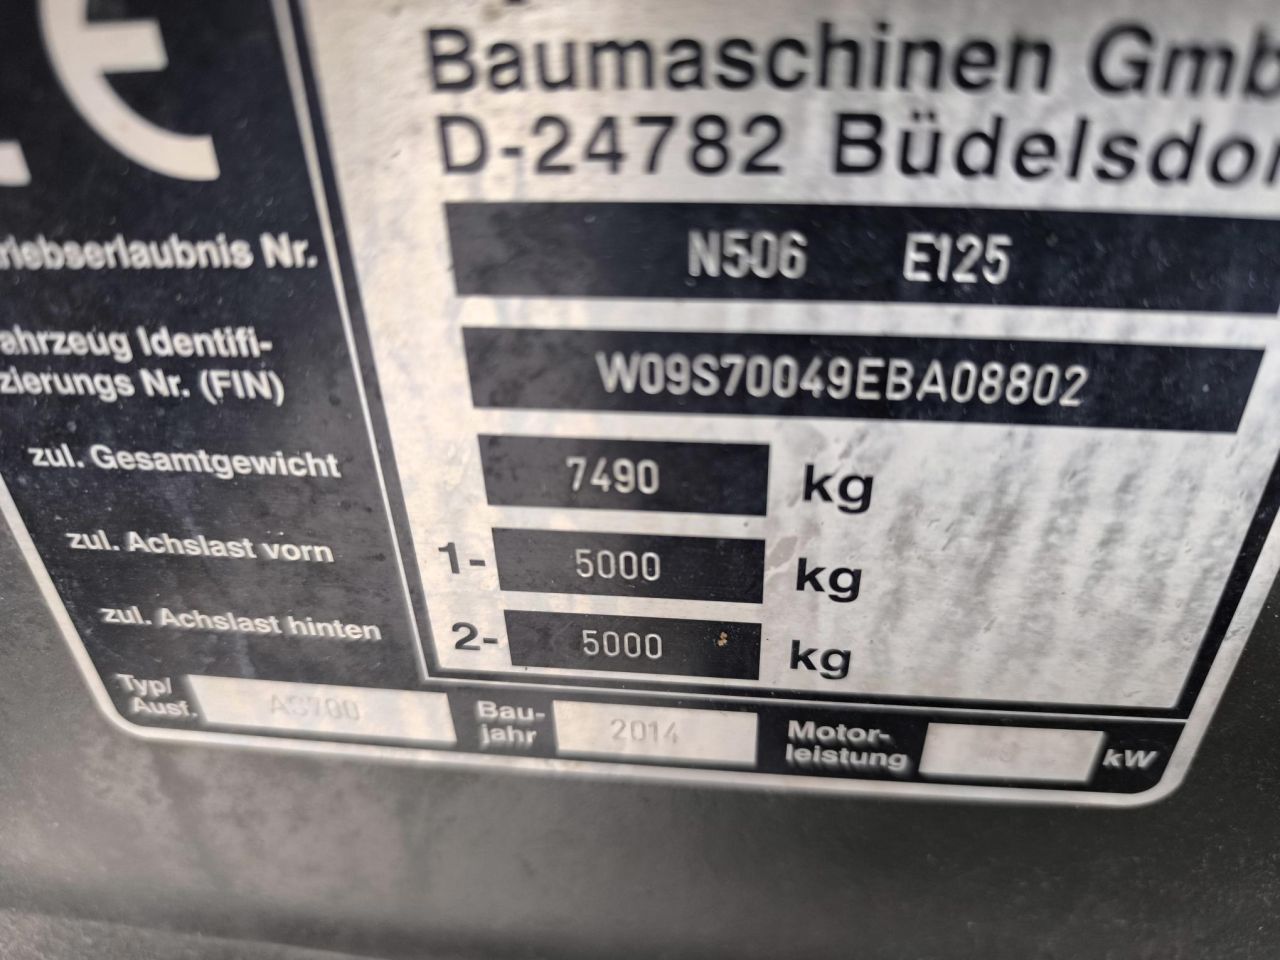 CE
Baumaschinen Gmb
D-24782 Büdelsdor
riebserlaubnis Nr. N506 E125
ahrzeug Identifi-
zierungs Nr. (FIN) W09S70049EBA08802
zul. Gesamtgewicht 7490 kg
zul. Achslast vorn 1- 5000 kg
zul. Achslast hinten 2- 5000 kg
Typ/
Ausf. AS700
Bau-
jahr 2014
Motor-
leistung kW